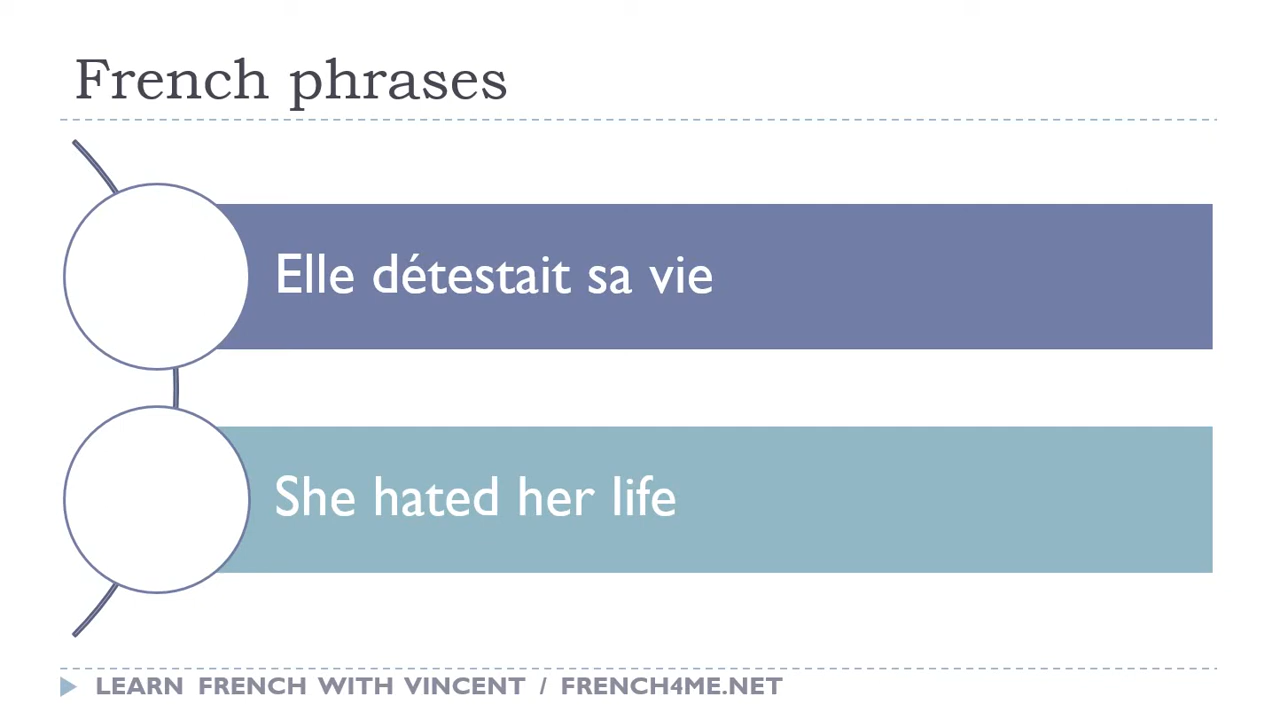 French phrases
Elle détestait sa vie
She hated her life
LEARN FRENCH WITH VINCENT / FRENCH4ME.NET